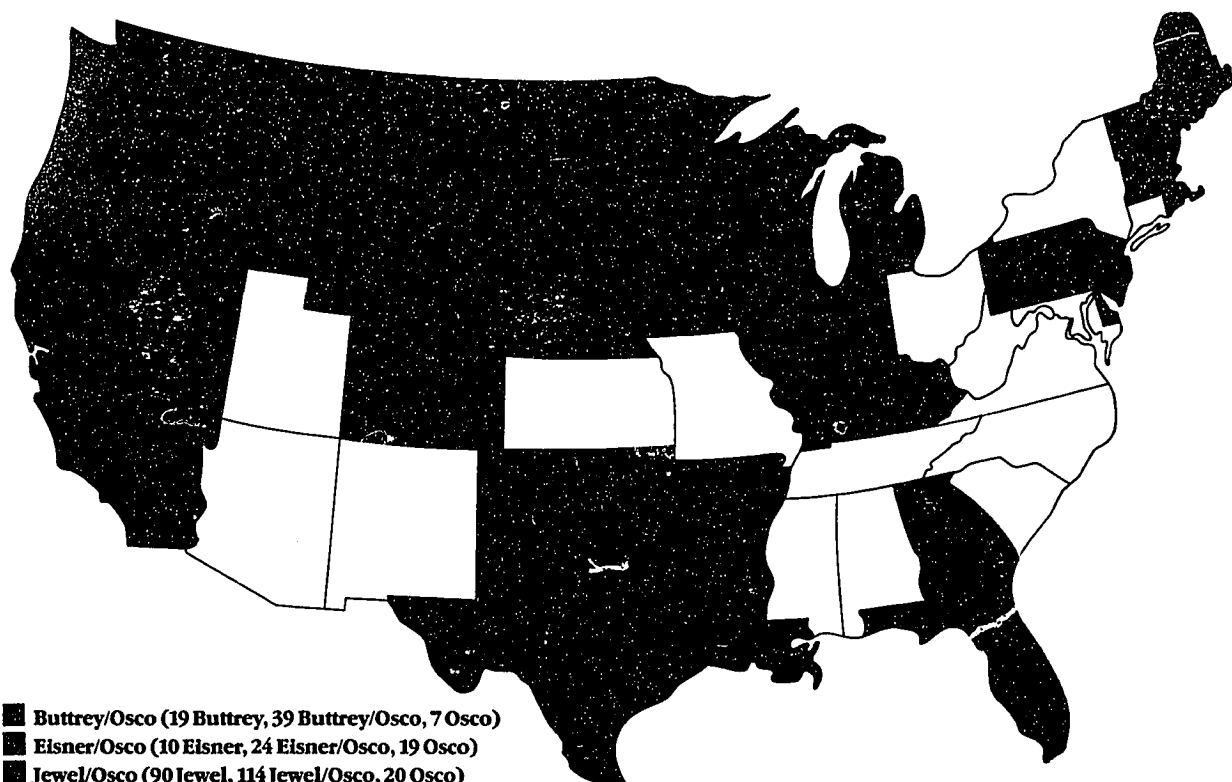 Buttrey/Osco (19 Buttrey, 39 Buttrey/Osco, 7 Osco)
Eisner/Osco (10 Eisner, 24 Eisner/Osco, 19 Osco)
Jewel/Osco (90 Jewel, 114 Jewel/Osco, 20 Osco)